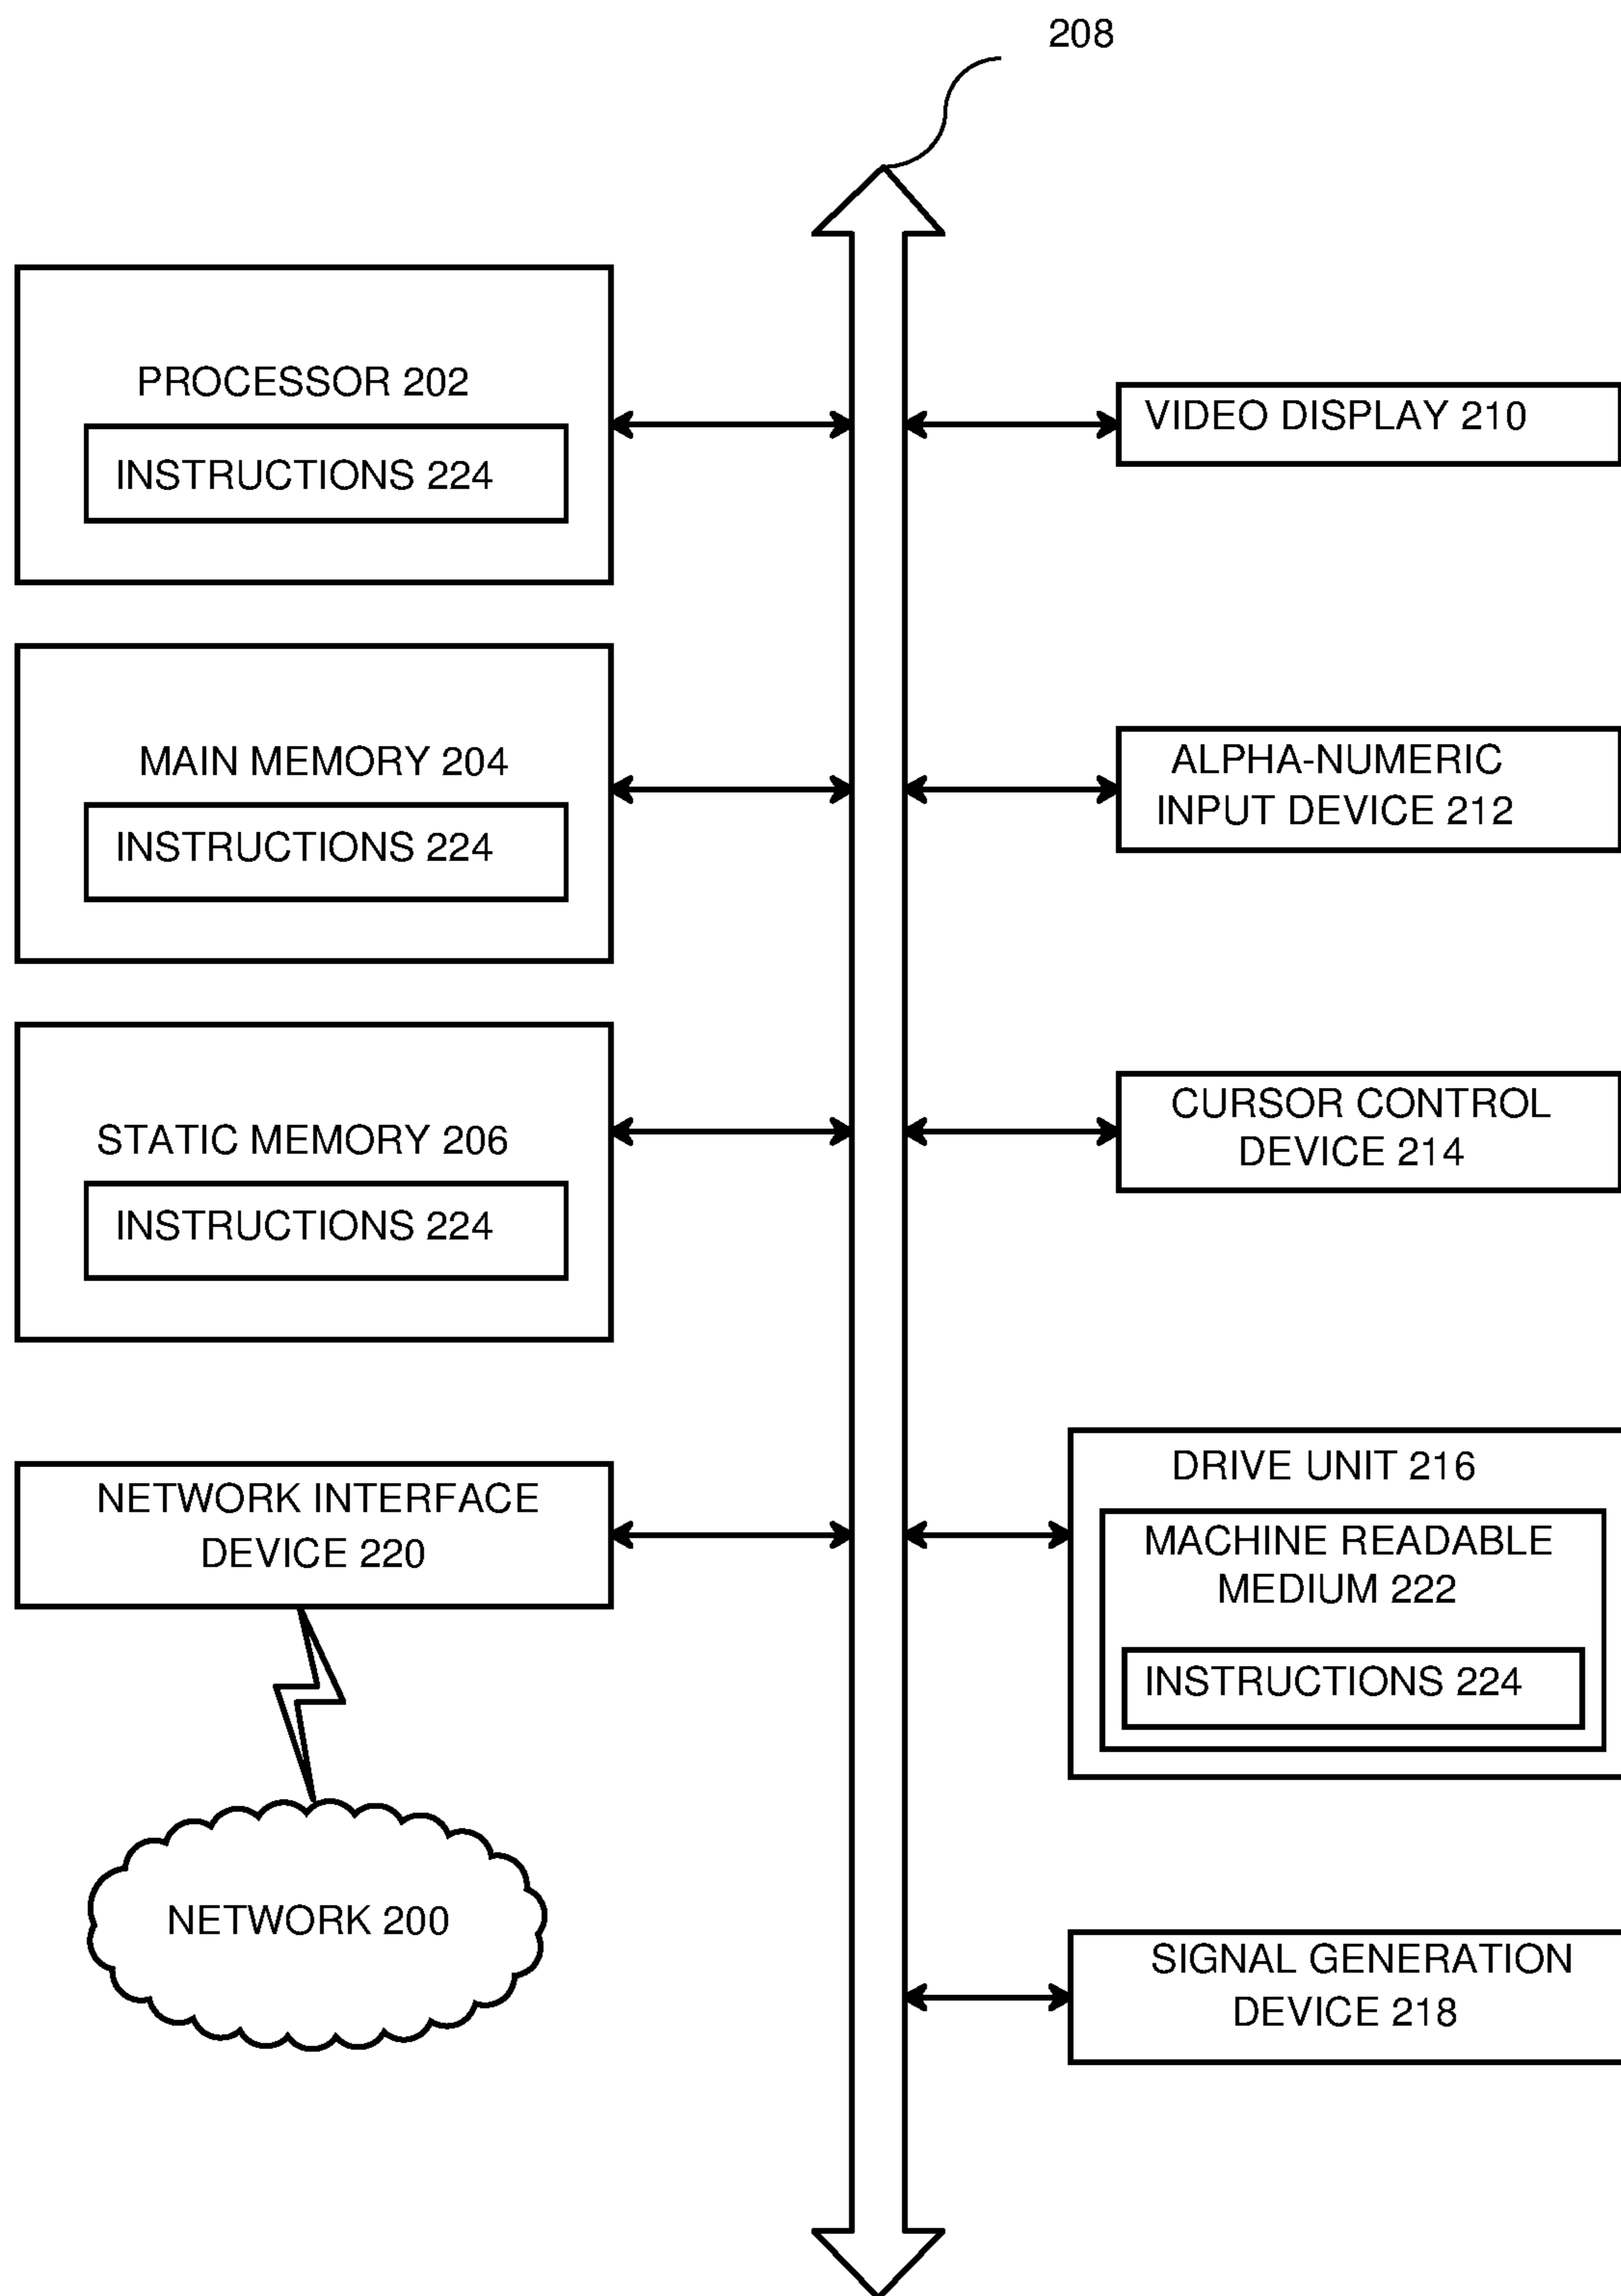 208
PROCESSOR 202
INSTRUCTIONS 224
VIDEO DISPLAY 210
MAIN MEMORY 204
INSTRUCTIONS 224
ALPHA-NUMERIC
INPUT DEVICE 212
STATIC MEMORY 206
INSTRUCTIONS 224
CURSOR CONTROL
DEVICE 214
NETWORK INTERFACE
DEVICE 220
DRIVE UNIT 216
MACHINE READABLE
MEDIUM 222
INSTRUCTIONS 224
NETWORK 200
SIGNAL GENERATION
DEVICE 218